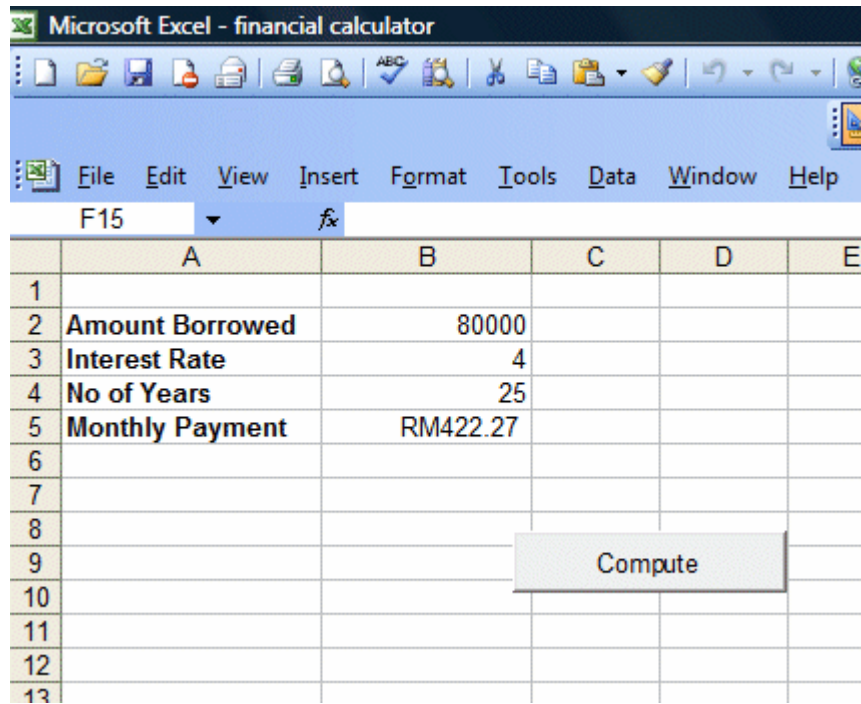 Microsoft Excel - financial calculator
ABC
File Edit View Insert Format Tools Data Window Help
F15 fx
A B C D E
1
2 Amount Borrowed 80000
3 Interest Rate 4
4 No of Years 25
5 Monthly Payment RM422.27
6
7
8
9 Compute
10
11
12
13